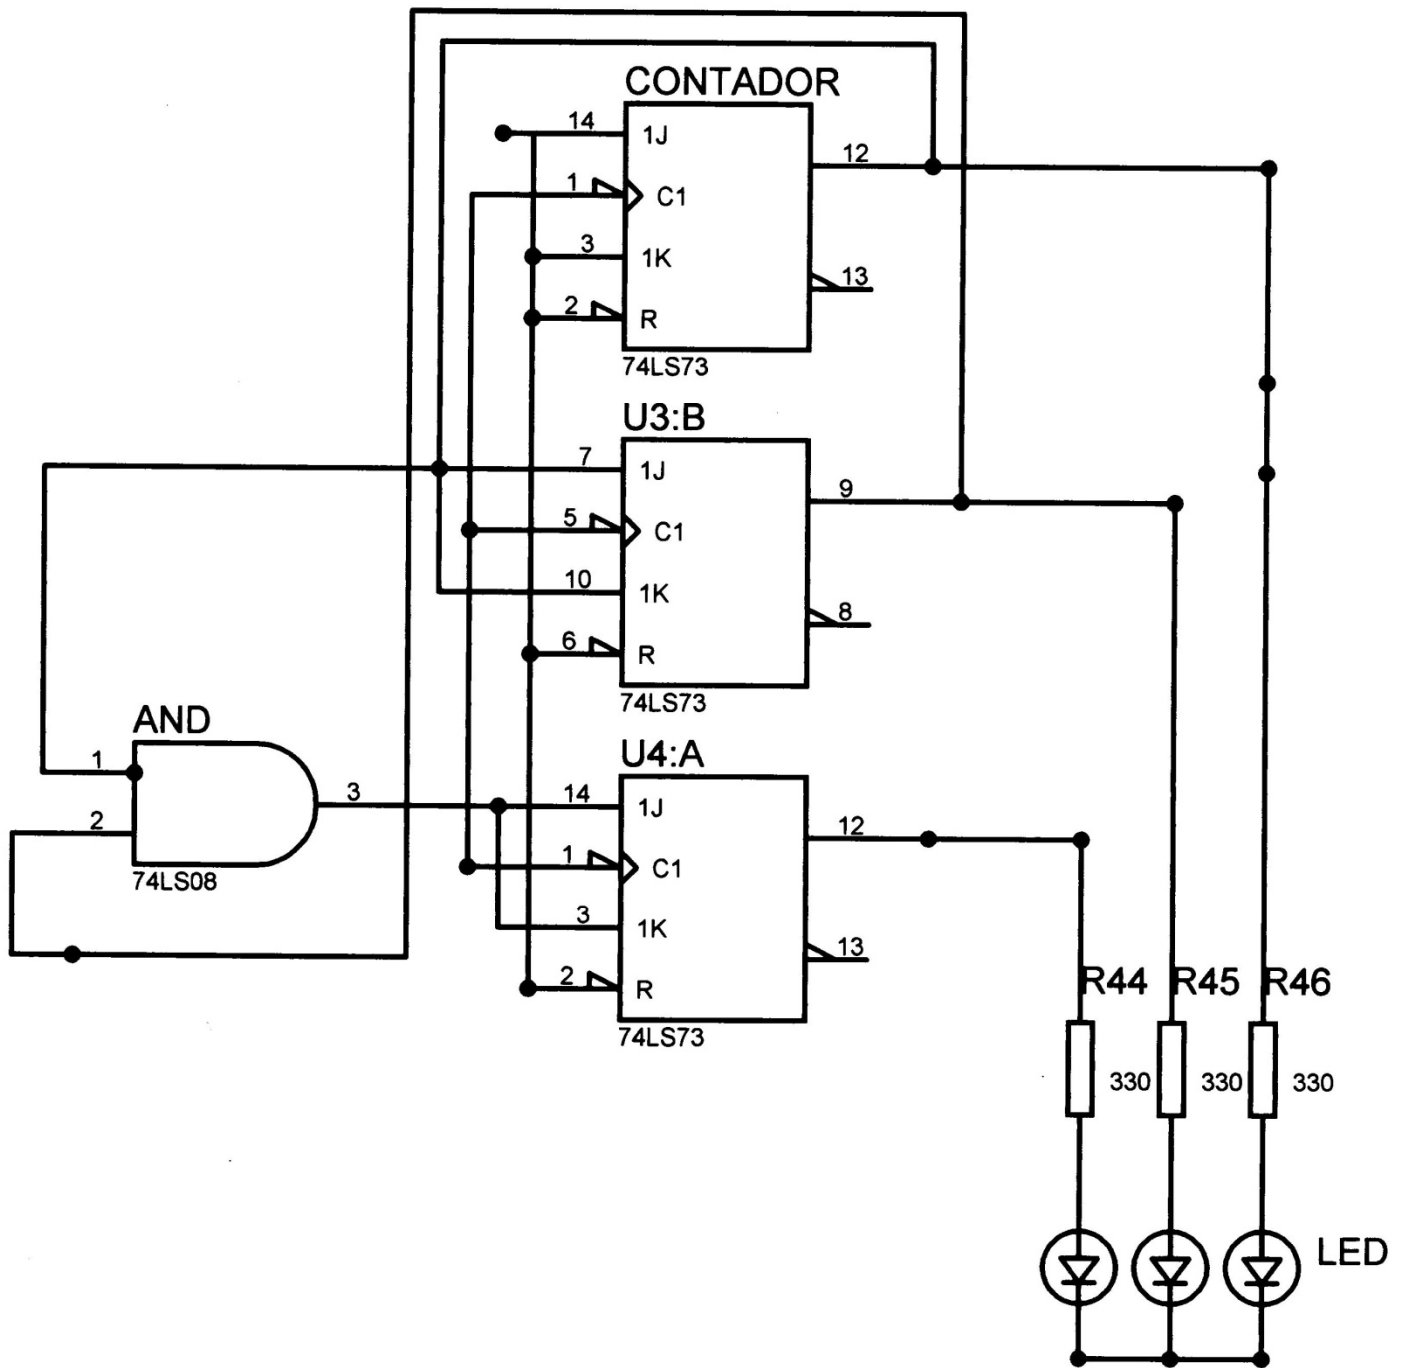 CONTADOR
14 1J
12
1 C1
3 1K
13
2 R
74LS73
U3:B
7 1J
9
5 C1
10 1K
8
6 R
74LS73
AND
1
3
2
74LS08
U4:A
14 1J
12
1 C1
3 1K
13
2 R
74LS73
R44 R45 R46
330 330 330
LED